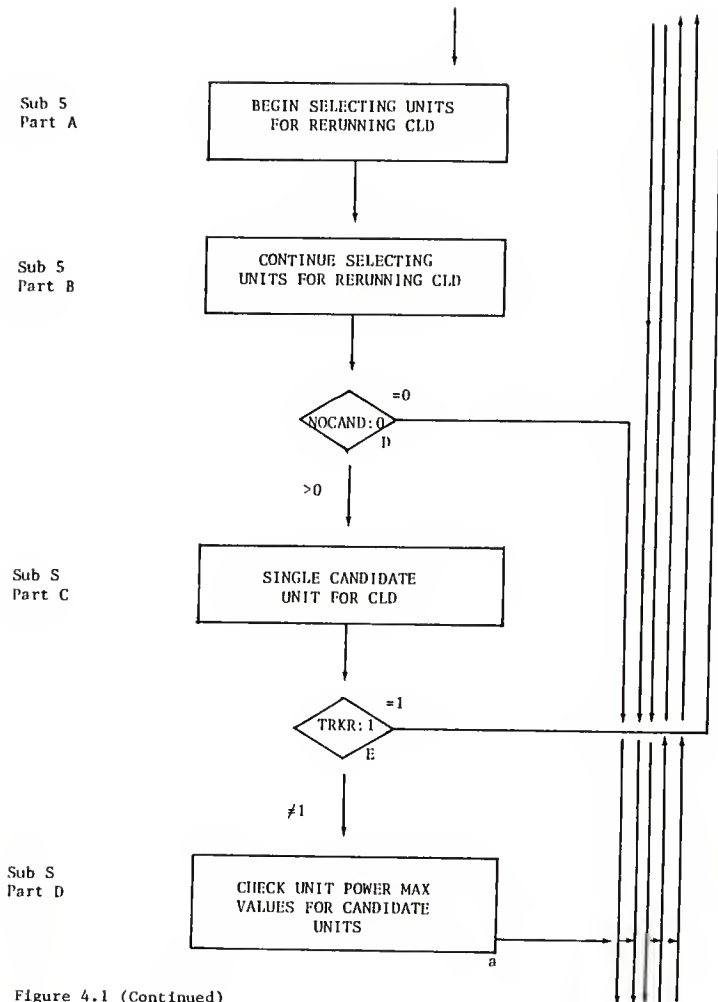 Sub 5
Part A
BEGIN SELECTING UNITS
FOR RERUNNING CLD
Sub 5
Part B
CONTINUE SELECTING
UNITS FOR RERUNNING CLD
=0
NOCAND:0
D
>0
Sub S
Part C
SINGLE CANDIDATE
UNIT FOR CLD
=1
TRKR:1
E
≠1
Sub S
Part D
CHECK UNIT POWER MAX
VALUES FOR CANDIDATE
UNITS
a
Figure 4.1 (Continued)